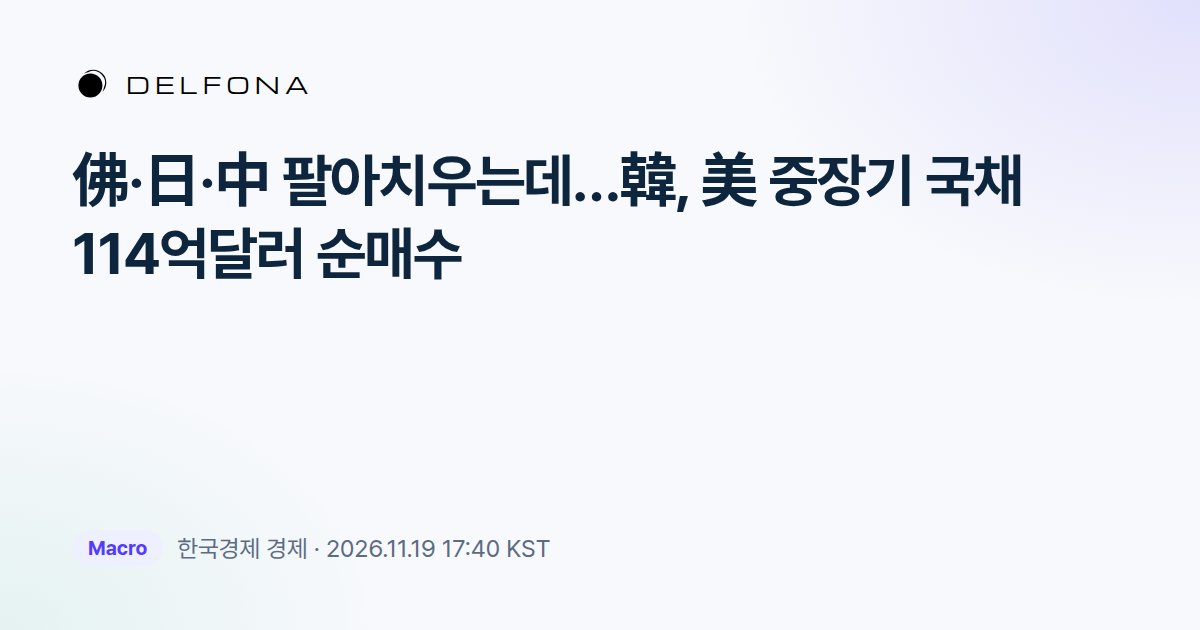 DELFONA
佛·日·中 팔아치우는데…韓, 美 중장기 국채
114억달러 순매수
Macro 한국경제 경제 · 2026.11.19 17:40 KST